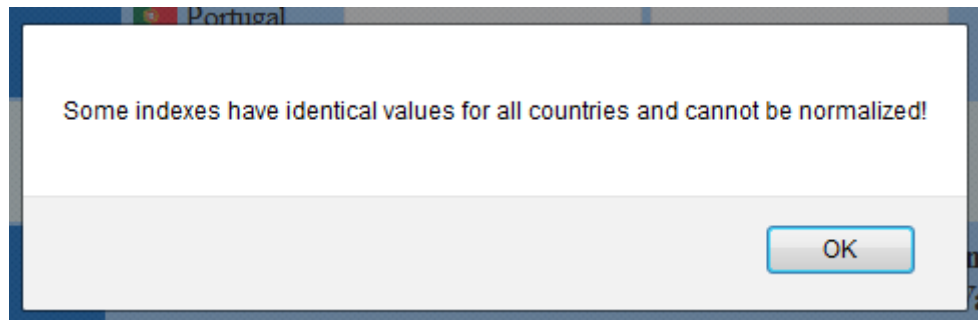 Portugal
Some indexes have identical values for all countries and cannot be normalized!
OK